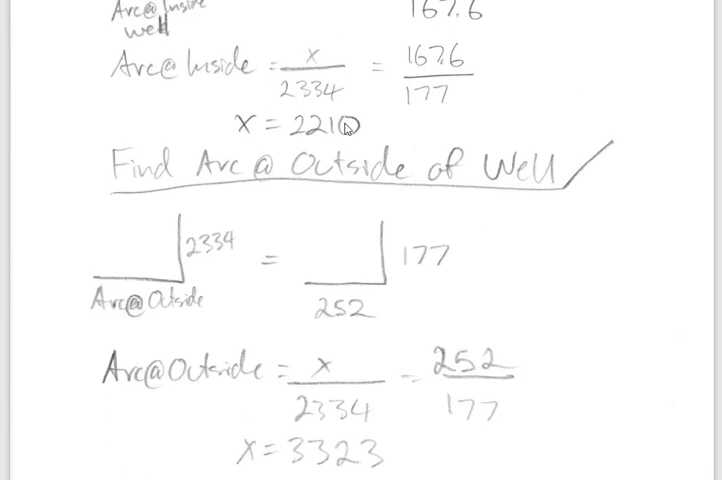 Arc@Inside 167.6
Well
Arc@ Inside = x/2334 = 167.6/177
x = 2210
Find Arc @ Outside of Well
2334 = 177
Arc@Outside 252
Arc@Outside = x/2334 = 252/177
x = 3323